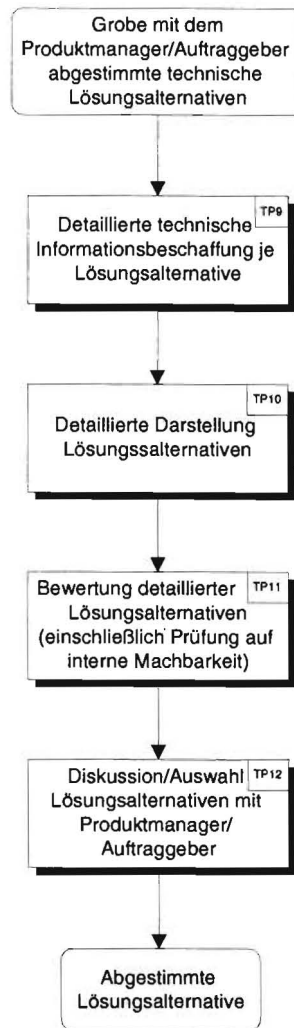 Grobe mit dem
Produktmanager/Auftraggeber
abgestimmte technische
Lösungsalternativen
TP9
Detaillierte technische
Informationsbeschaffung je
Lösungsalternative
TP10
Detaillierte Darstellung
Lösungssalternativen
TP11
Bewertung detaillierter
Lösungsalternativen
(einschließlich Prüfung auf
interne Machbarkeit)
TP12
Diskussion/Auswahl
Lösungsalternativen mit
Produktmanager/
Auftraggeber
Abgestimmte
Lösungsalternative